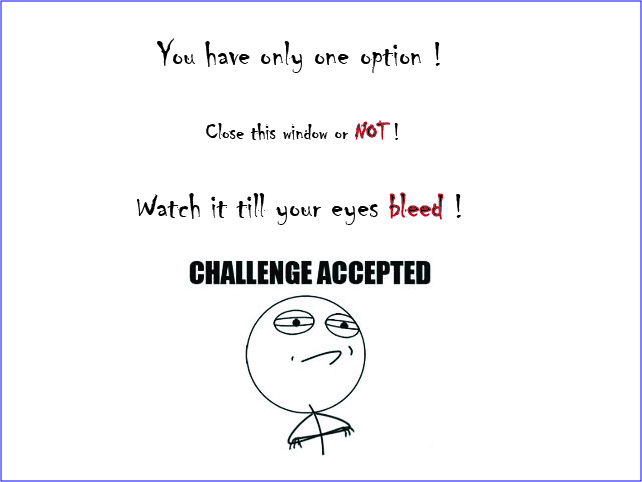 You have only one option !
Close this window or NOT !
Watch it till your eyes bleed !
CHALLENGE ACCEPTED